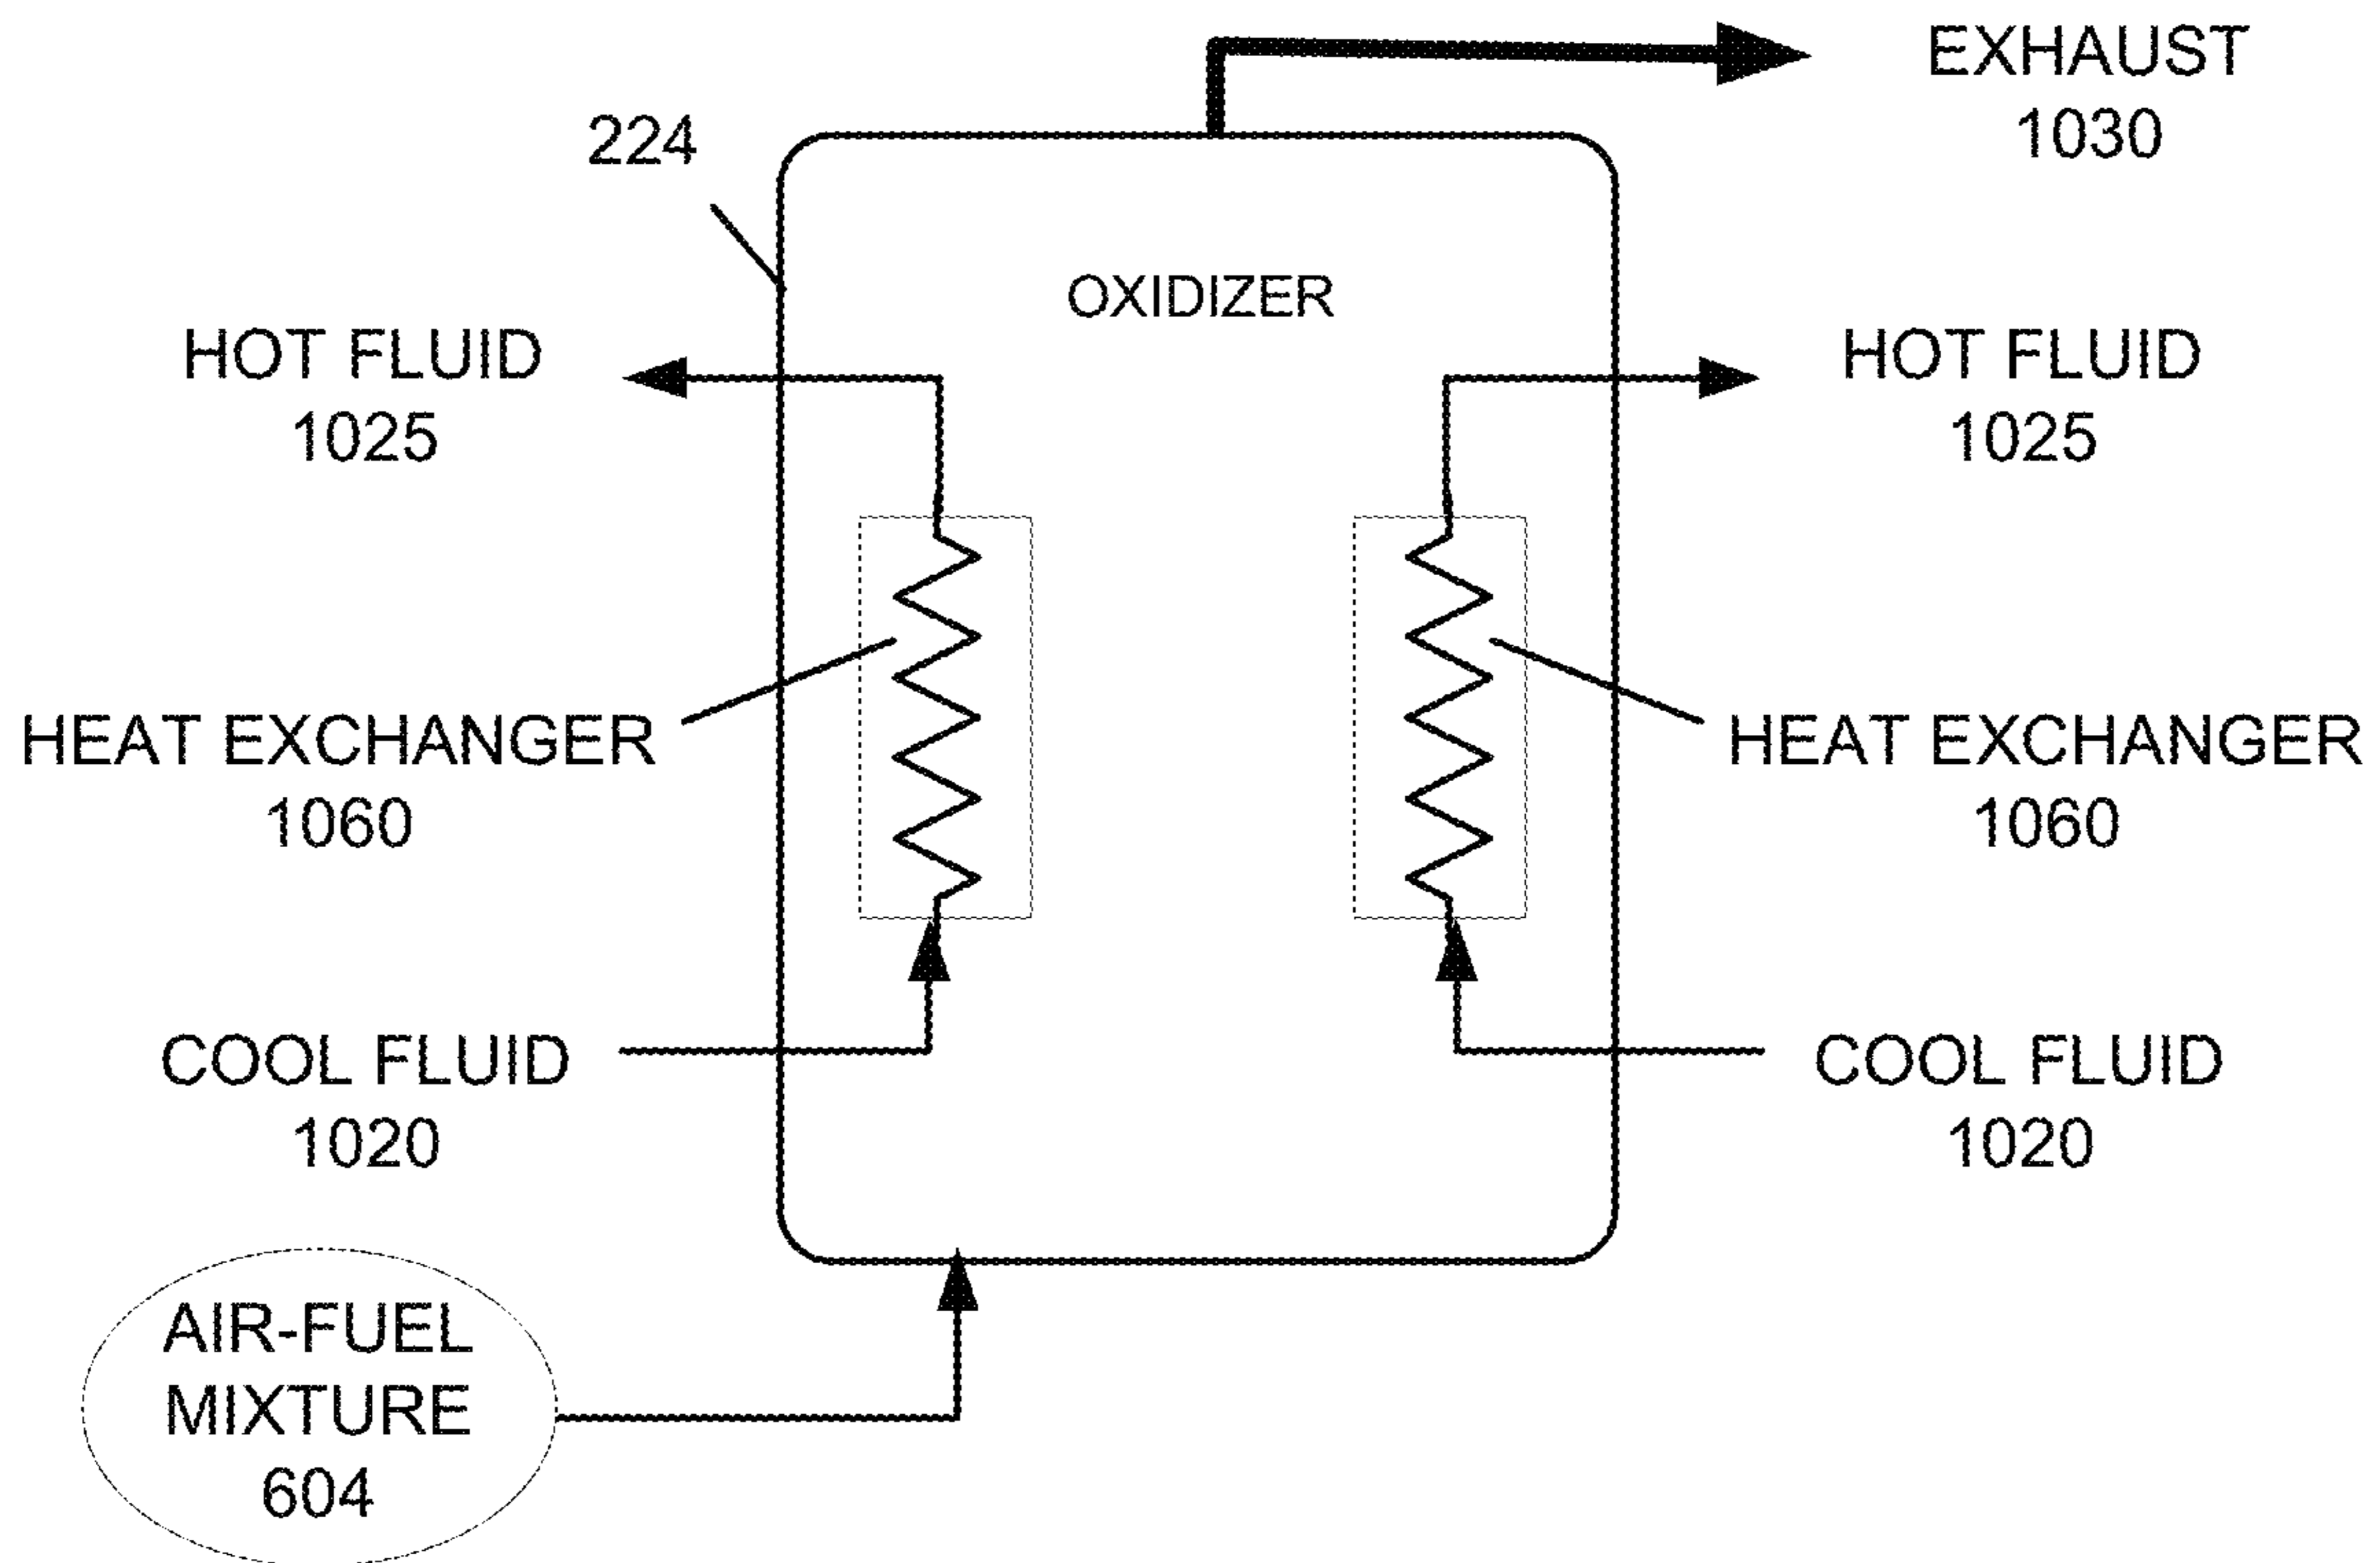 EXHAUST
1030
224
OXIDIZER
HOT FLUID
1025
HOT FLUID
1025
HEAT EXCHANGER
1060
HEAT EXCHANGER
1060
COOL FLUID
1020
COOL FLUID
1020
AIR-FUEL
MIXTURE
604